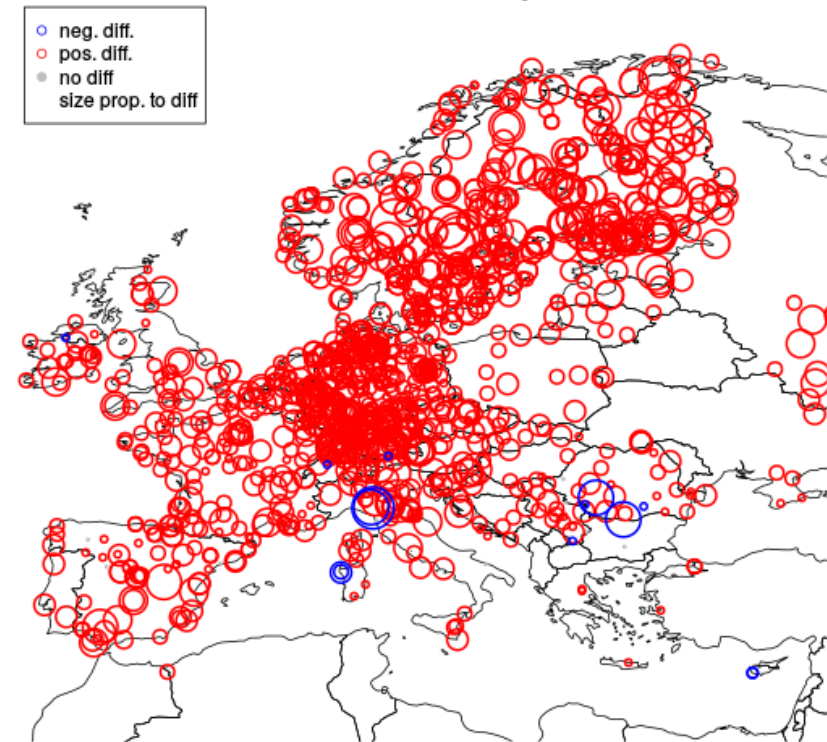 neg. diff.
pos. diff.
no diff
size prop. to diff